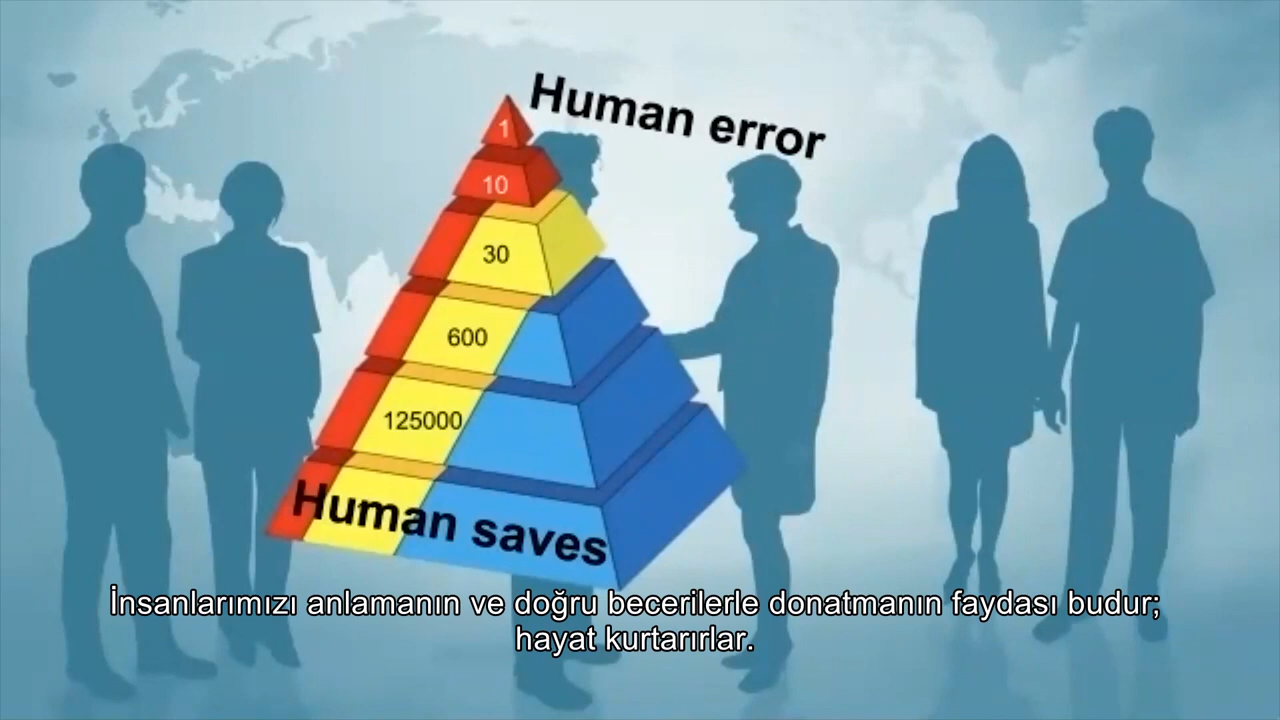 Human error
1
10
30
600
125000
Human saves
İnsanlarımızı anlamanın ve doğru becerilerle donatmanın faydası budur;
hayat kurtarırlar.